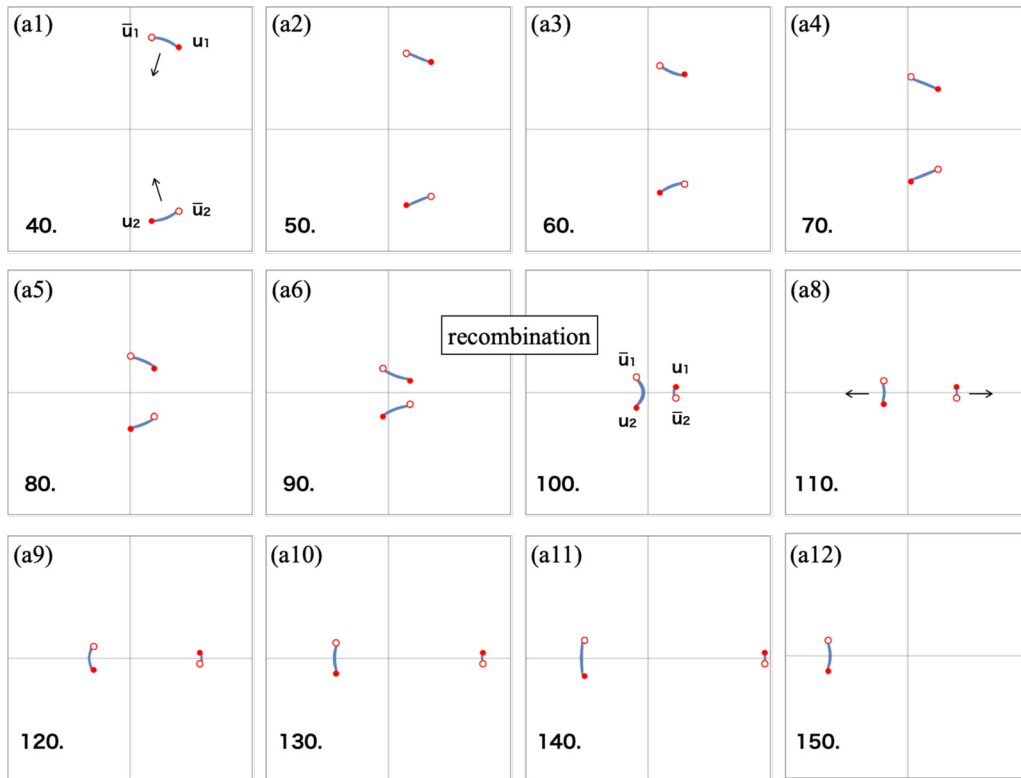 (a1) (a2) (a3) (a4)
ū1 u1
u2 ū2
40. 50. 60. 70.
(a5) (a6) (a8)
recombination
ū1 u1
u2 ū2
80. 90. 100. 110.
(a9) (a10) (a11) (a12)
120. 130. 140. 150.